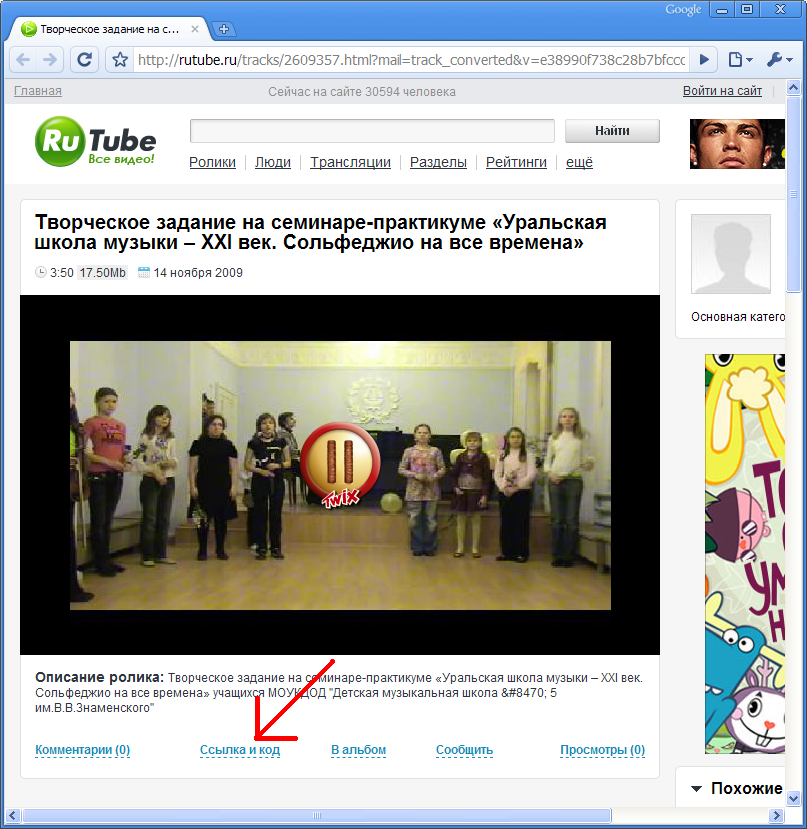 Google
Творческое задание на с...
http://rutube.ru/tracks/2609357.html?mail=track_converted&v=e38990f738c28b7bfccc
Главная
Сейчас на сайте 30594 человека
Войти на сайт
RuTube
Все видео!
Найти
Ролики
Люди
Трансляции
Разделы
Рейтинги
ещё
Творческое задание на семинаре-практикуме «Уральская
школа музыки – XXI век. Сольфеджио на все времена»
3:50 17.50Mb 14 ноября 2009
Основная катего
Twix
Описание ролика: Творческое задание на семинаре-практикуме «Уральская школа музыки – XXI век.
Сольфеджио на все времена» учащихся МОУКДОД "Детская музыкальная школа &#8470; 5
им.В.В.Знаменского"
Комментарии (0)
Ссылка и код
В альбом
Сообщить
Просмотры (0)
Похожие